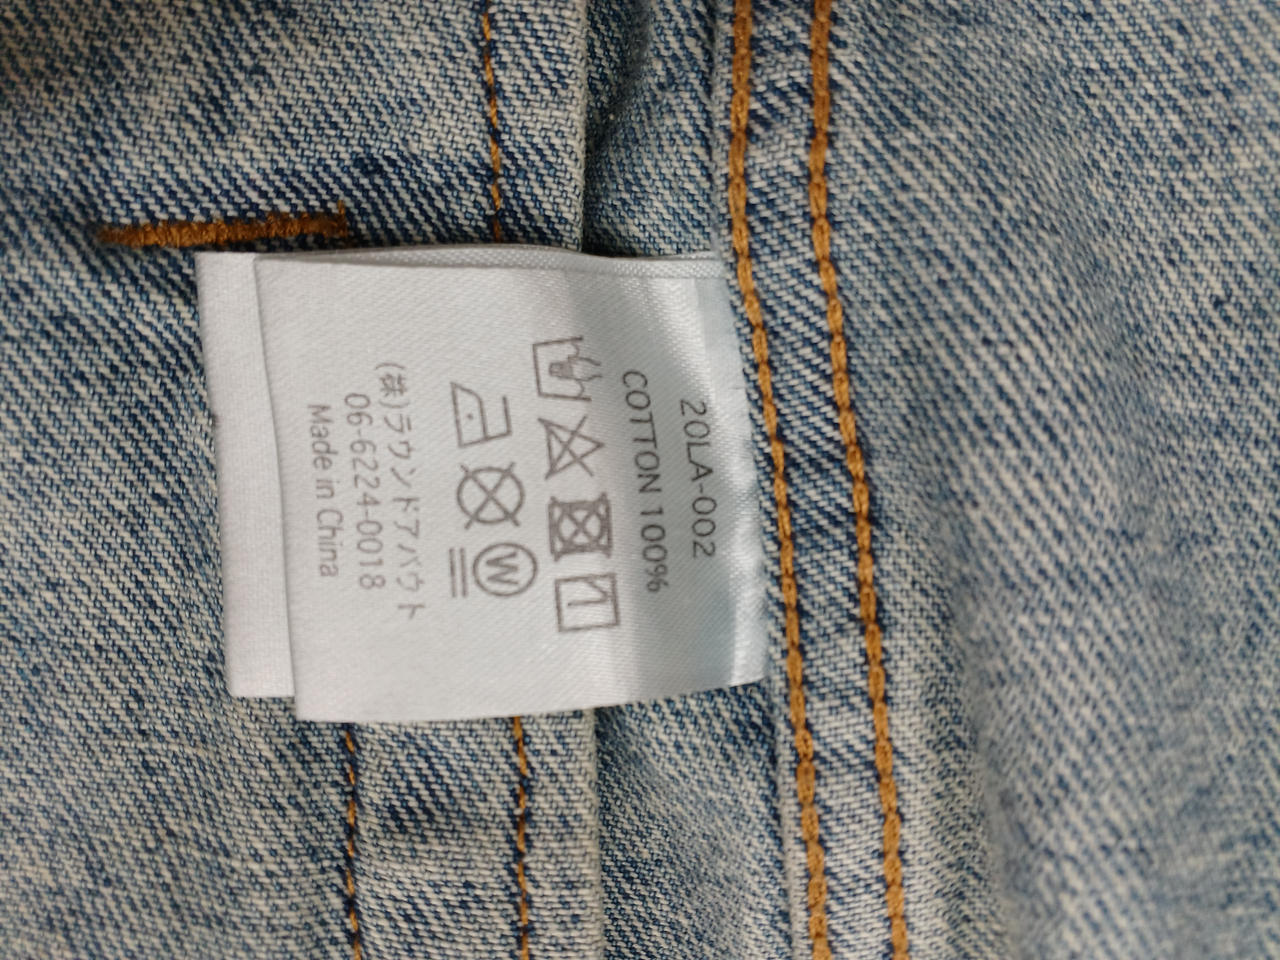 20LA-002
COTTON 100%
W
(株)ラウンドアバウト
06-6224-0018
Made in China